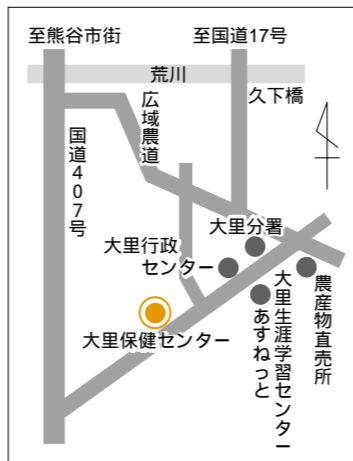 至熊谷市街
至国道17号
荒川
久下橋
広域農道
国道407号
大里分署
大里行政
センター
農産物直売所
大里生涯学習センター
あすねっと
大里保健センター